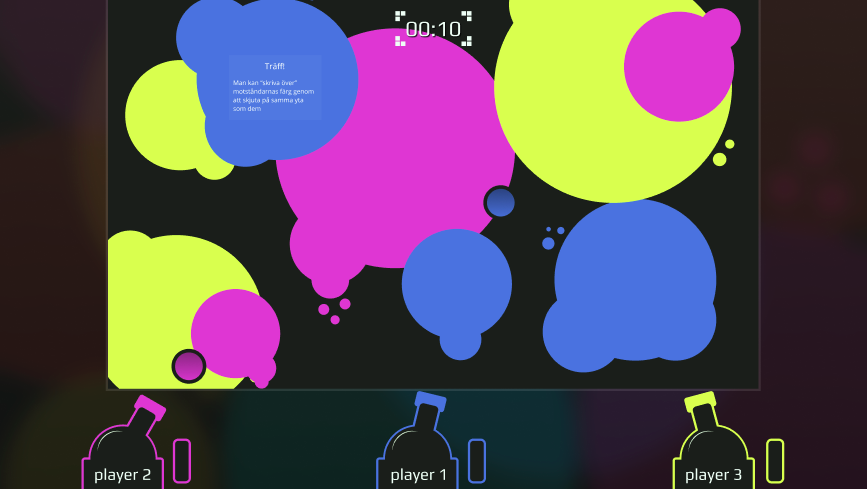 00:10
Träff!
Man kan "skriva över"
motståndarnas färg genom
att skjuta på samma yta
som dem
player 2
player 1
player 3